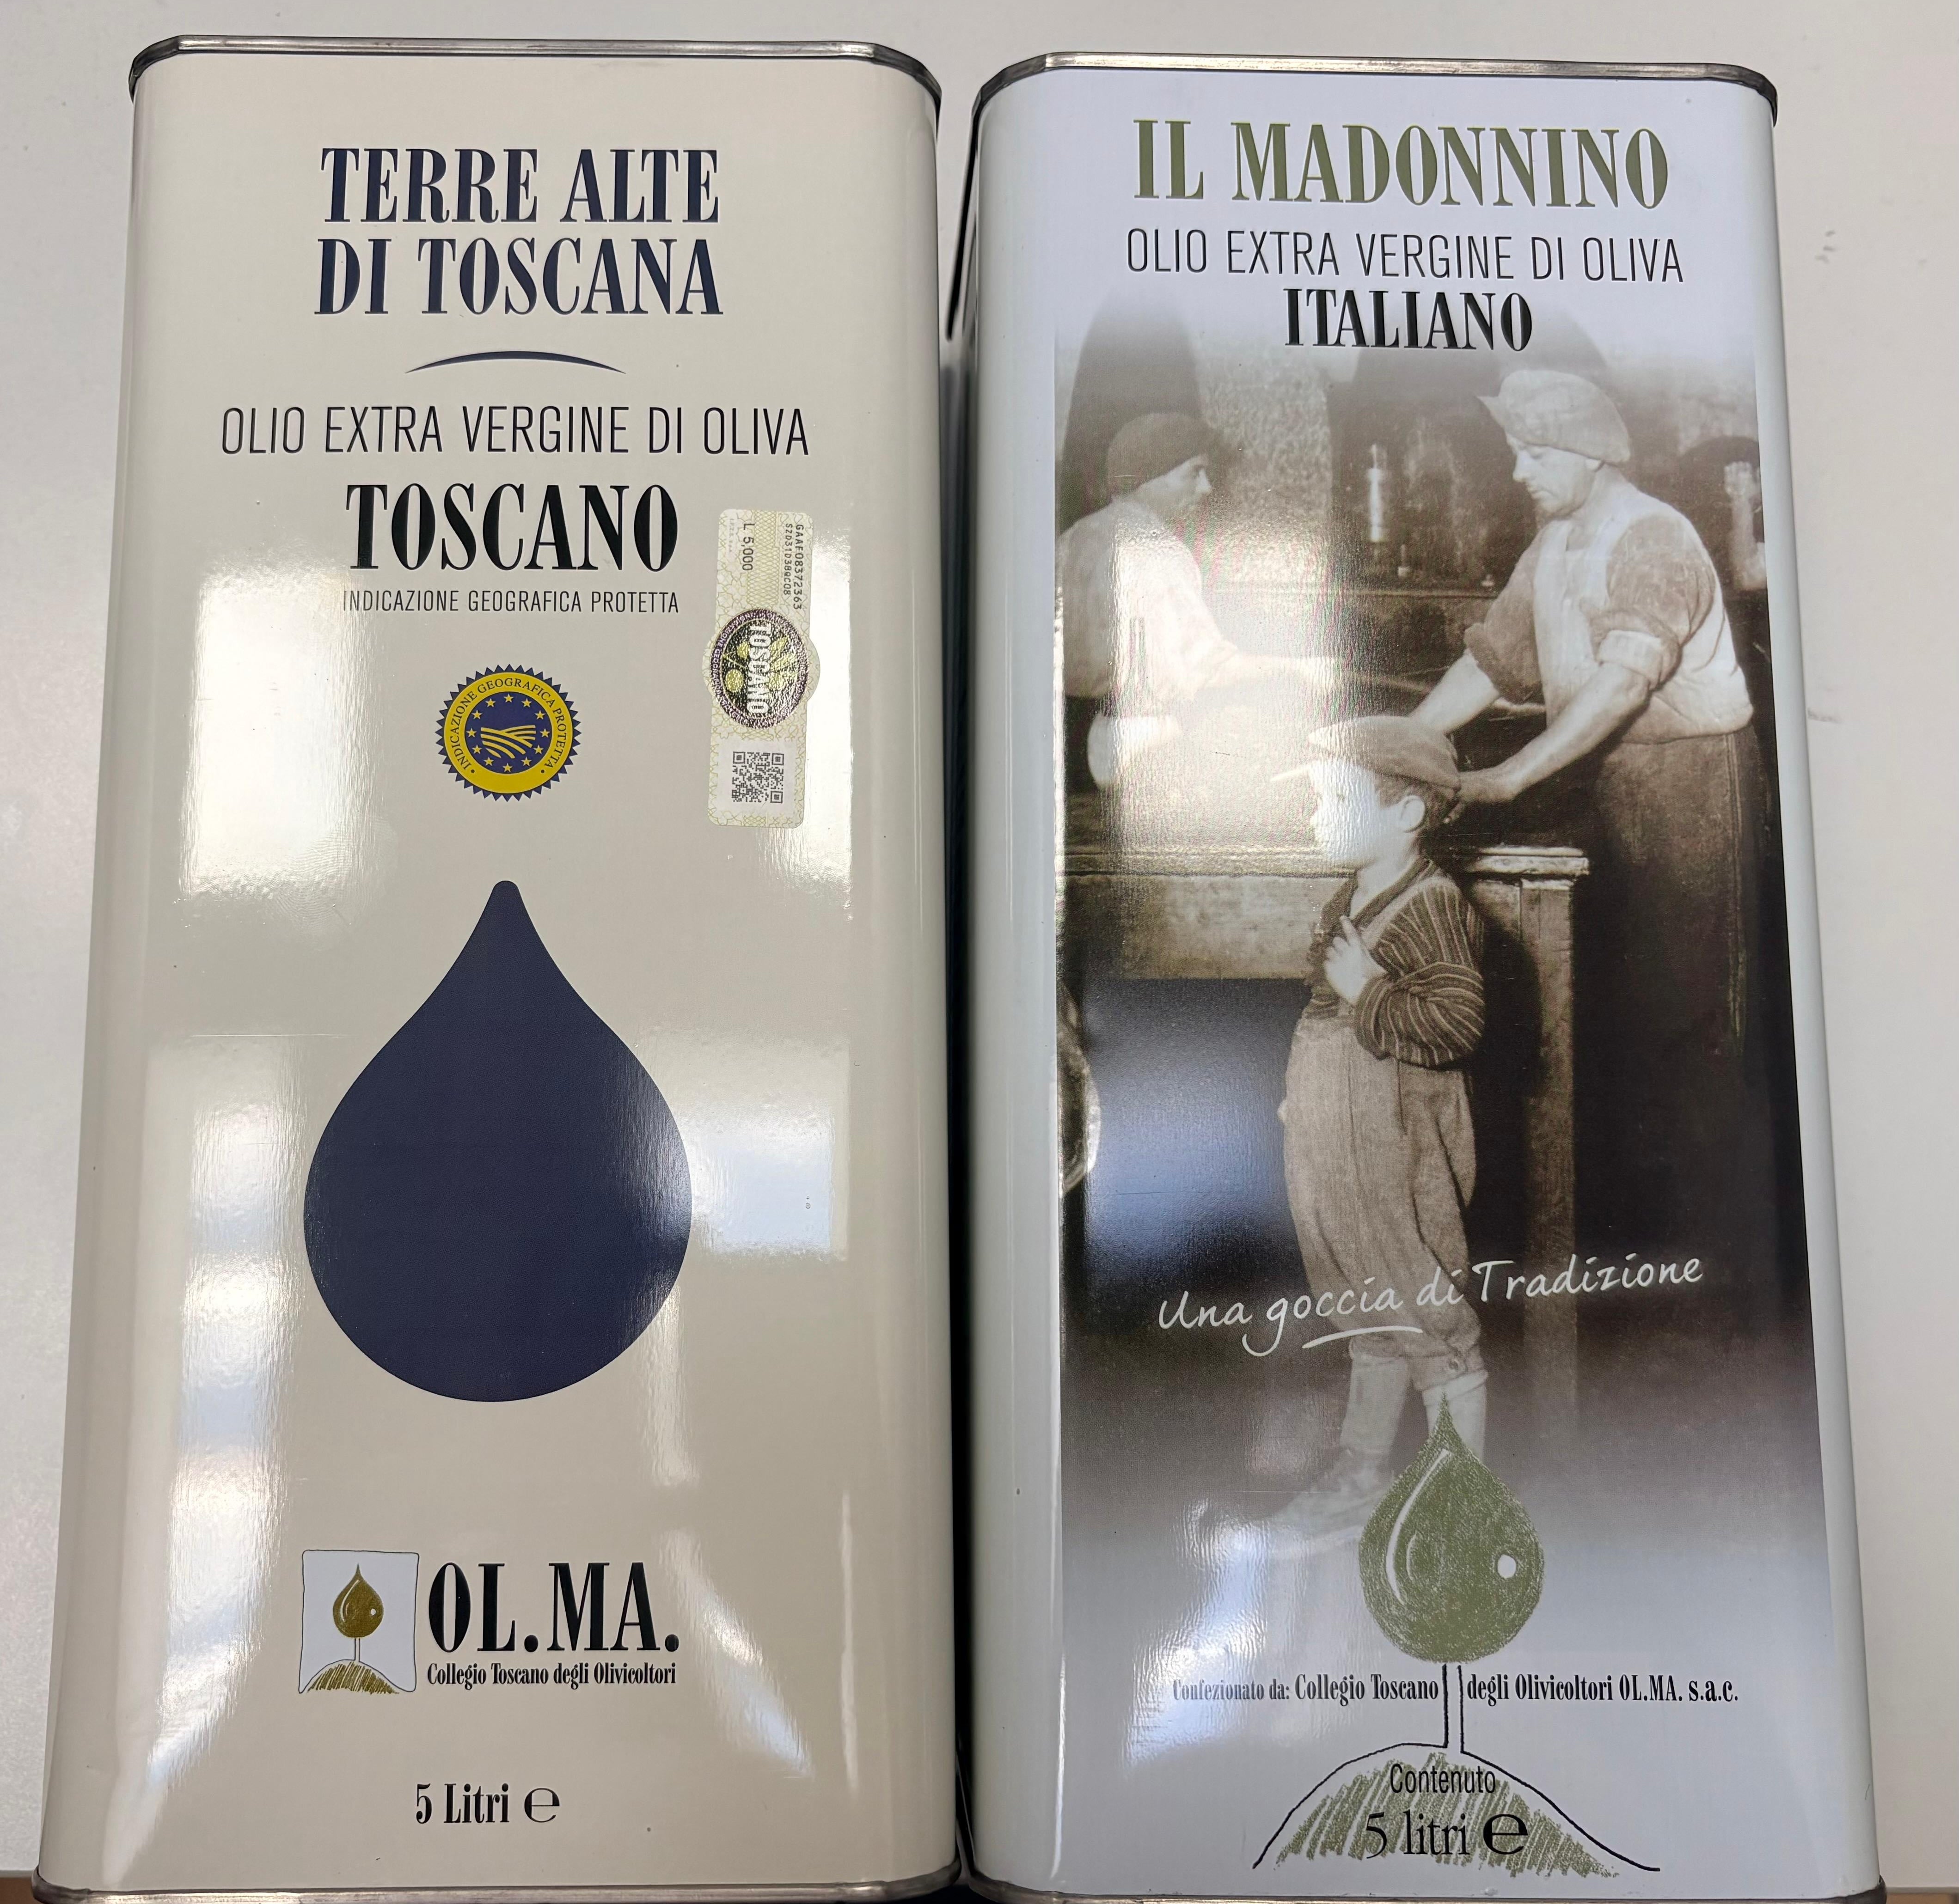 TERRE ALTE
DI TOSCANA
OLIO EXTRA VERGINE DI OLIVA
TOSCANO
INDICAZIONE GEOGRAFICA PROTETTA
L 5,000
TOSCANO
INDICAZIONE GEOGRAFICA PROTETTA
OL.MA.
Collegio Toscano degli Olivicoltori
5 Litri ℮
IL MADONNINO
OLIO EXTRA VERGINE DI OLIVA
ITALIANO
Una goccia di Tradizione
Confezionato da: Collegio Toscano degli Olivicoltori OL.MA. s.a.c.
Contenuto
5 litri ℮